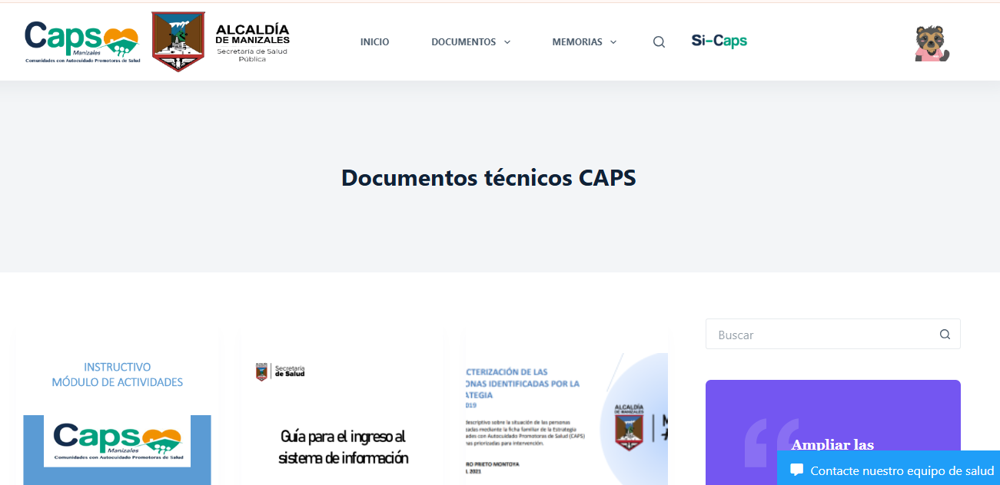 Caps
Manizales
Comunidades con Autocuidado Promotoras de Salud
ALCALDÍA
DE MANIZALES
Secretaría de Salud
Pública
INICIO
DOCUMENTOS
MEMORIAS
Si-Caps
Documentos técnicos CAPS
INSTRUCTIVO
MÓDULO DE ACTIVIDADES
Caps
Manizales
Comunidades con Autocuidado Promotoras de Salud
Secretaría
de Salud
Guía para el ingreso al
sistema de información
CTERIZACIÓN DE LAS
ONAS IDENTIFICADAS POR LA
ATEGIA
019
descriptivo sobre la situación de las personas
adas mediante la ficha familiar de la Estrategia
ades con Autocuidado Promotoras de Salud (CAPS)
as priorizadas para intervención.
RO PRIETO MONTOYA
L 2021
ALCALDÍA
DE MANIZALES
Buscar
“
Ampliar las
Contacte nuestro equipo de salud